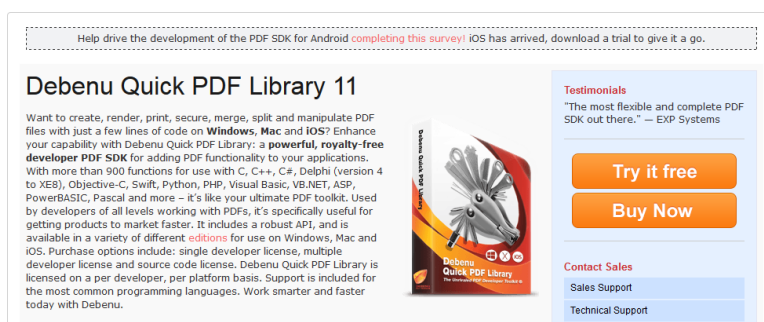 Help drive the development of the PDF SDK for Android completing this survey! iOS has arrived, download a trial to give it a go.
Debenu Quick PDF Library 11
Want to create, render, print, secure, merge, split and manipulate PDF
files with just a few lines of code on Windows, Mac and iOS? Enhance
your capability with Debenu Quick PDF Library: a powerful, royalty-free
developer PDF SDK for adding PDF functionality to your applications.
With more than 900 functions for use with C, C++, C#, Delphi (version 4
to XE8), Objective-C, Swift, Python, PHP, Visual Basic, VB.NET, ASP,
PowerBASIC, Pascal and more – it's like your ultimate PDF toolkit. Used
by developers of all levels working with PDFs, it's specifically useful for
getting products to market faster. It includes a robust API, and is
available in a variety of different editions for use on Windows, Mac and
iOS. Purchase options include: single developer license, multiple
developer license and source code license. Debenu Quick PDF Library is
licensed on a per developer, per platform basis. Support is included for
the most common programming languages. Work smarter and faster
today with Debenu.
Debenu Quick PDF Library
Debenu
Quick PDF Library
The Unrivaled PDF Developer Toolkit
iOS
Testimonials
"The most flexible and complete PDF
SDK out there." — EXP Systems
Try it free
Buy Now
Contact Sales
Sales Support
Technical Support